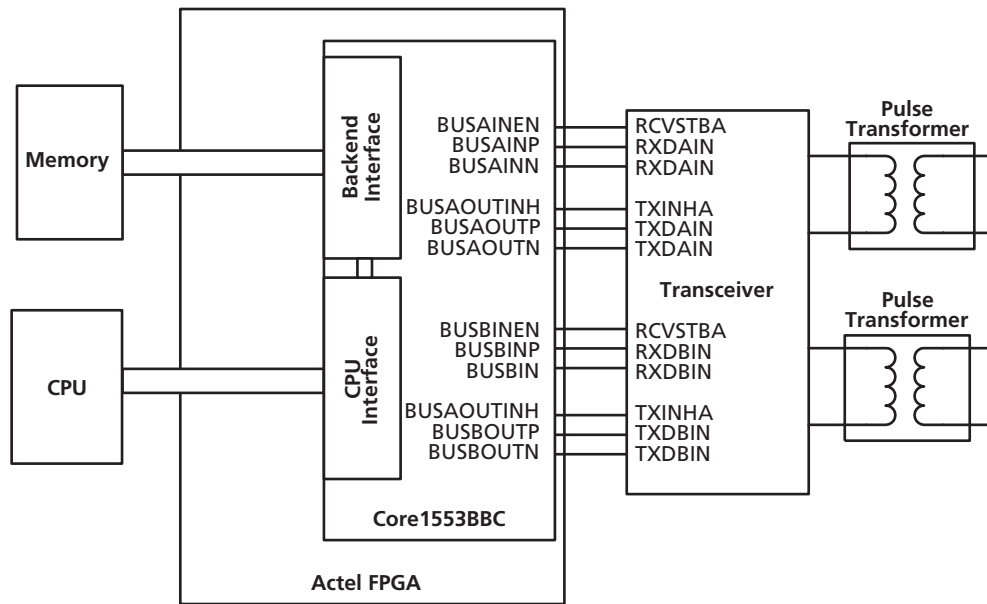 Memory
CPU
Backend
Interface
CPU
Interface
BUSAINEN
BUSAINP
BUSAINN
BUSAOUTINH
BUSAOUTP
BUSAOUTN
BUSBINEN
BUSBINP
BUSBIN
BUSAOUTINH
BUSBOUTP
BUSBOUTN
Core1553BBC
Actel FPGA
RCVSTBA
RXDAIN
RXDAIN
TXINHA
TXDAIN
TXDAIN
Transceiver
RCVSTBA
RXDBIN
RXDBIN
TXINHA
TXDBIN
TXDBIN
Pulse
Transformer
Pulse
Transformer